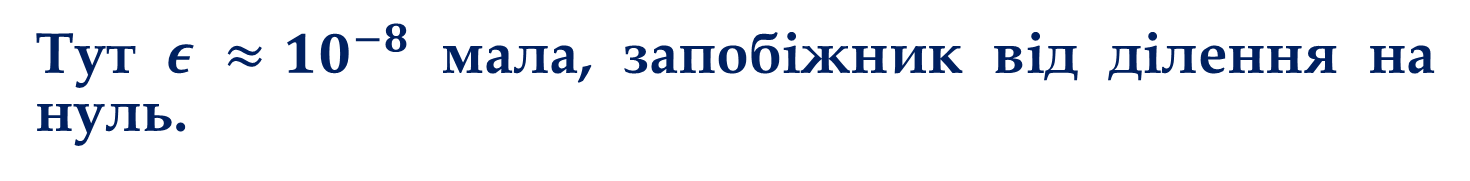 Тут ϵ ≈ 10⁻⁸ мала, запобіжник від ділення на
нуль.